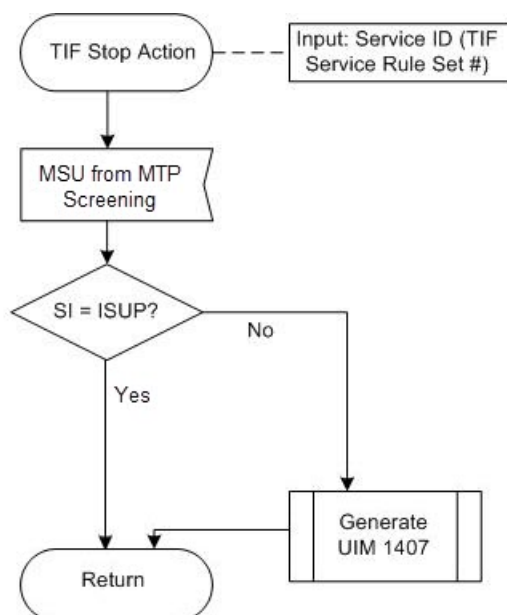 TIF Stop Action
Input: Service ID (TIF
Service Rule Set #)
MSU from MTP
Screening
SI = ISUP?
No
Yes
Generate
UIM 1407
Return